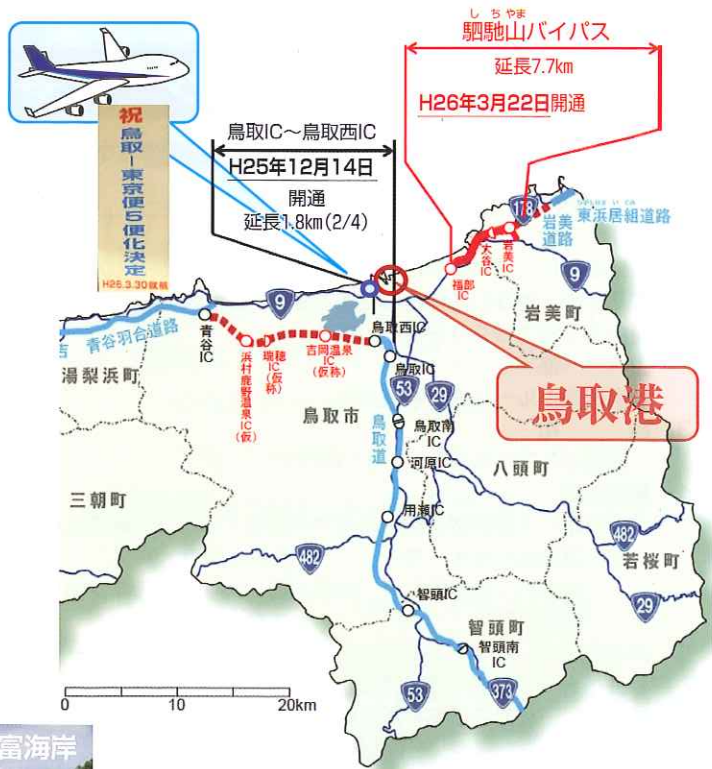 しちやま
駟馳山バイパス
延長7.7km
H26年3月22日開通
祝
鳥取ー東京便5便化決定
H26.3.30就航
鳥取IC～鳥取西IC
H25年12月14日
開通
延長1.8km(2/4)
178
東浜居組道路
岩美道路
岩美IC
大谷IC
福部IC
9
9
岩美町
青谷羽合道路
青谷IC
浜村鹿野温泉IC(仮)
瑞穂IC(仮称)
吉岡温泉IC(仮称)
鳥取西IC
鳥取IC
鳥取港
湯梨浜町
鳥取市
鳥取道
53
29
鳥取南IC
河原IC
八頭町
三朝町
用瀬IC
482
482
若桜町
29
智頭IC
智頭町
智頭南IC
53
373
0 10 20km
富海岸